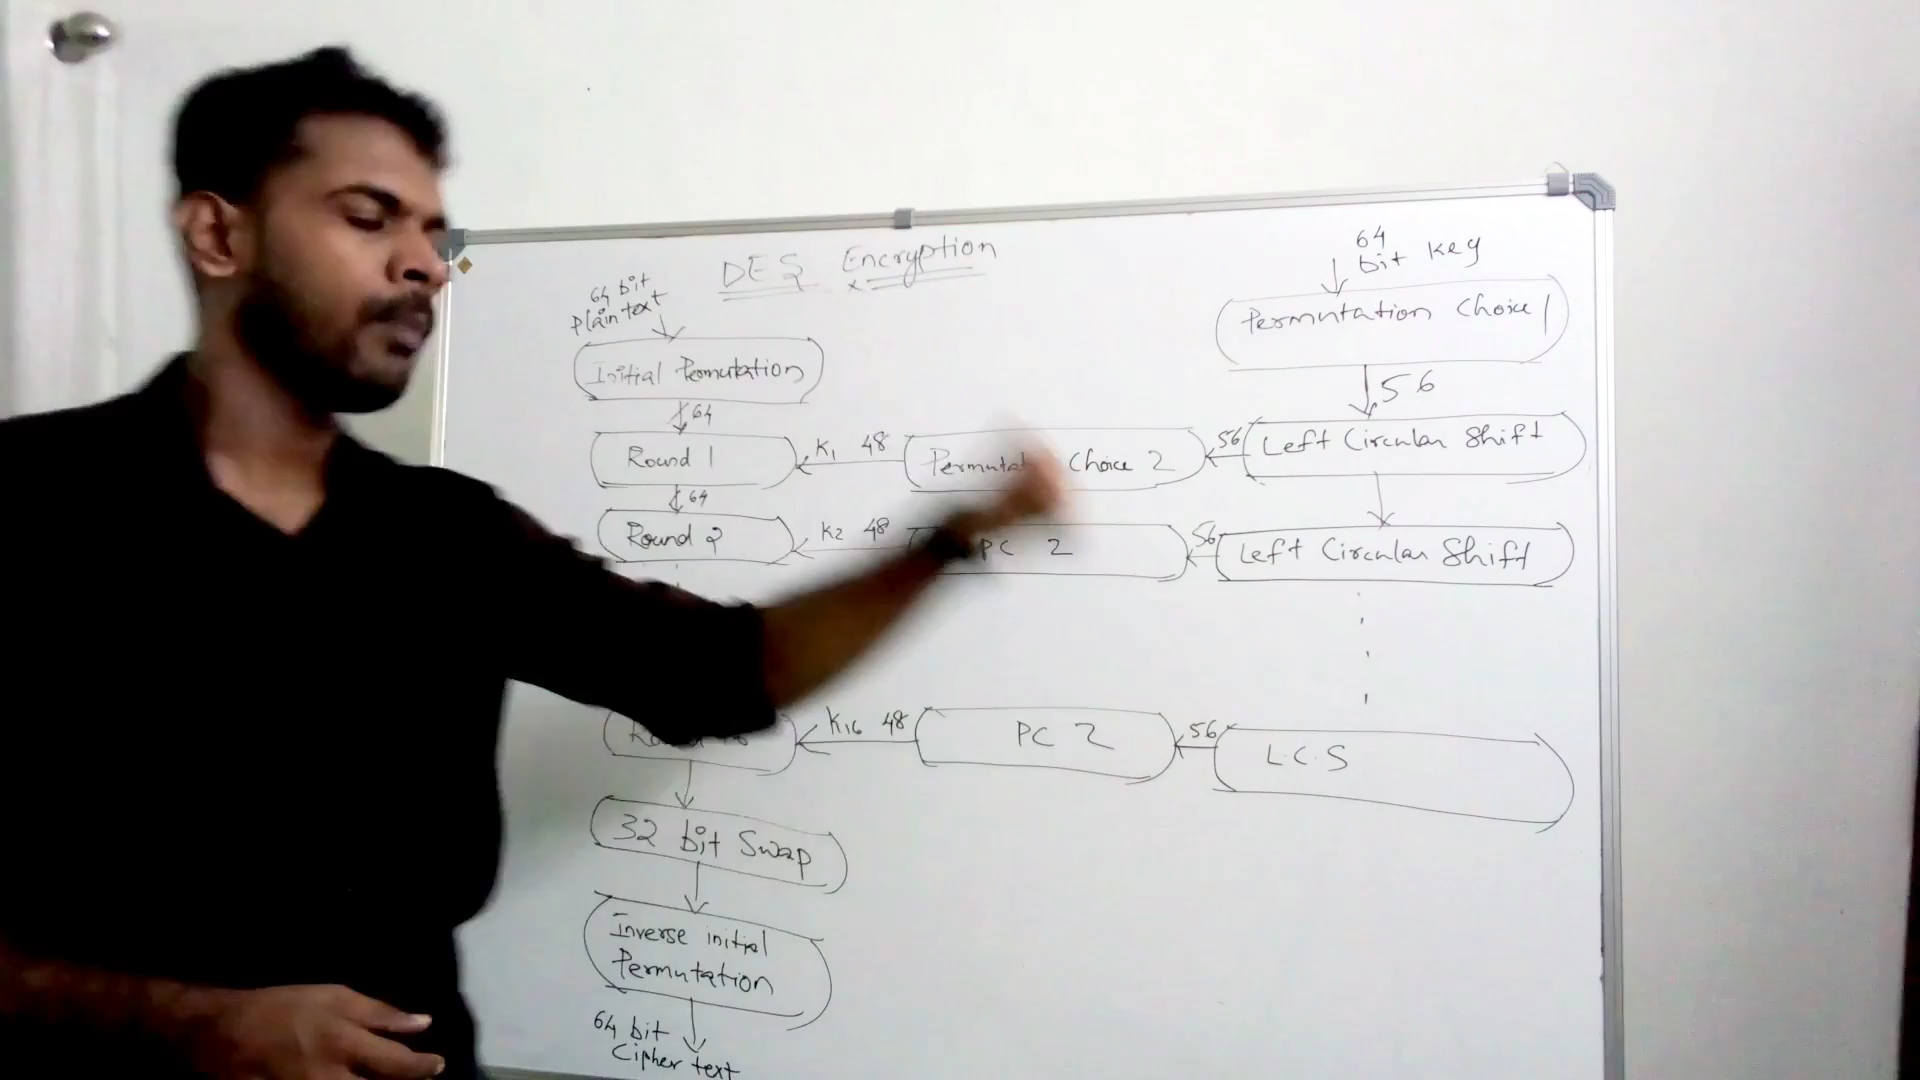 DES Encryption
64 bit
Plain text
Initial Permutation
64
Round 1
64
Round 2
K1 48
K2 48
K16 48
32 bit Swap
Inverse initial
Permutation
64 bit
Cipher text
64
bit key
Permutation Choice 1
56
Left Circular Shift
56
Choice 2
Left Circular Shift
56
PC 2
L.C.S
56
PC 2